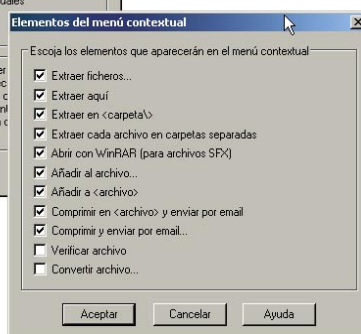 uales
Elementos del menú contextual
Escoja los elementos que aparecerán en el menú contextual
Extraer ficheros...
Extraer aquí
Extraer en <carpeta\>
Extraer cada archivo en carpetas separadas
Abrir con WinRAR (para archivos SFX)
Añadir al archivo...
Añadir a <archivo>
Comprimir en <archivo> y enviar por email
Comprimir y enviar por email...
Verificar archivo
Convertir archivo...
Aceptar
Cancelar
Ayuda